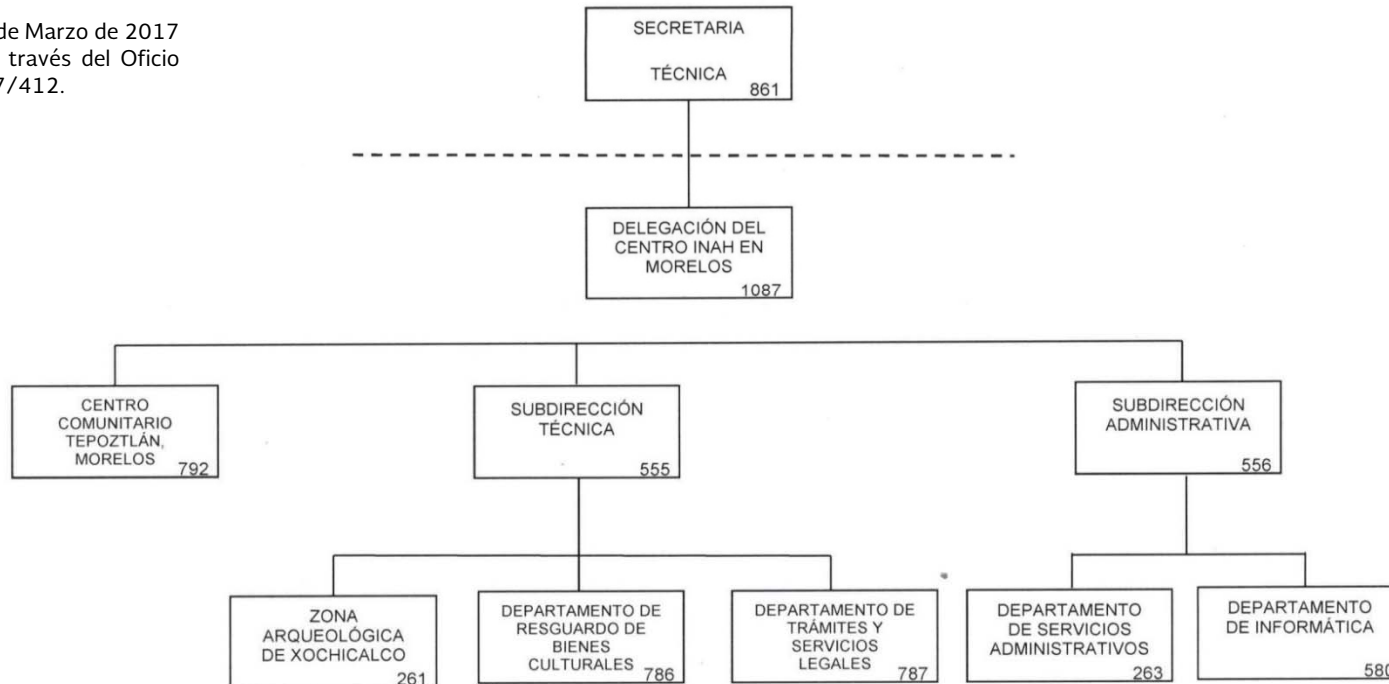 de Marzo de 2017
través del Oficio
7/412.
SECRETARIA
TÉCNICA
861
DELEGACIÓN DEL
CENTRO INAH EN
MORELOS
1087
CENTRO
COMUNITARIO
TEPOZTLÁN,
MORELOS
792
SUBDIRECCIÓN
TÉCNICA
555
SUBDIRECCIÓN
ADMINISTRATIVA
556
ZONA
ARQUEOLÓGICA
DE XOCHICALCO
261
DEPARTAMENTO DE
RESGUARDO DE
BIENES
CULTURALES
786
DEPARTAMENTO DE
TRÁMITES Y
SERVICIOS
LEGALES
787
DEPARTAMENTO
DE SERVICIOS
ADMINISTRATIVOS
263
DEPARTAMENTO
DE INFORMÁTICA
580